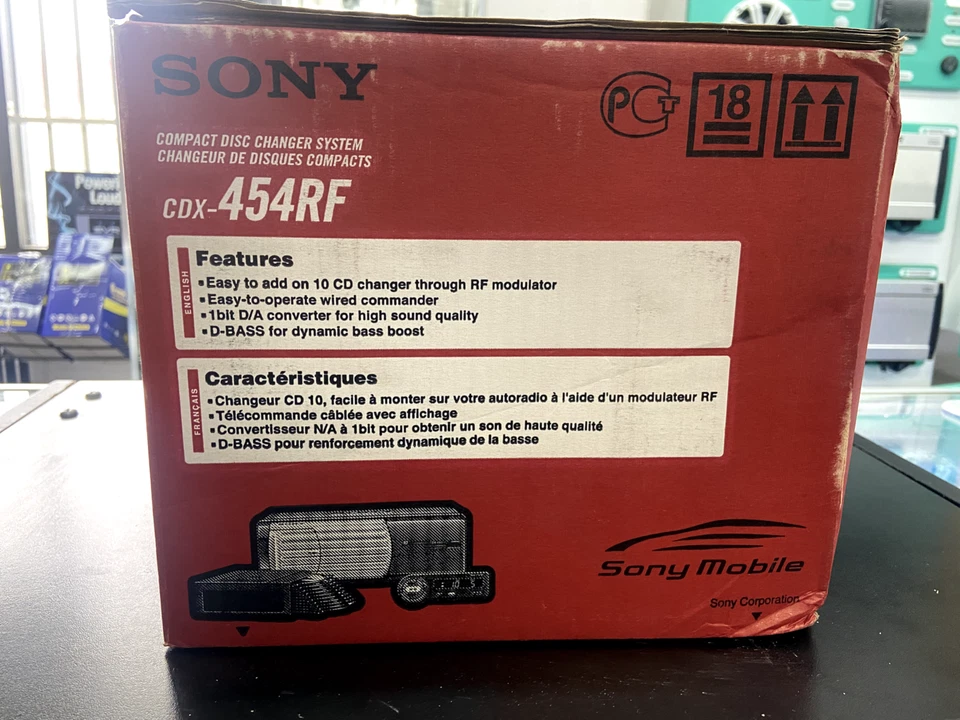 SONY
COMPACT DISC CHANGER SYSTEM
CHANGEUR DE DISQUES COMPACTS
CDX-454RF
PCT
18
ENGLISH
Features
▪Easy to add on 10 CD changer through RF modulator
▪Easy-to-operate wired commander
▪1bit D/A converter for high sound quality
▪D-BASS for dynamic bass boost
FRANÇAIS
Caractéristiques
▪Changeur CD 10, facile à monter sur votre autoradio à l'aide d'un modulateur RF
▪Télécommande câblée avec affichage
▪Convertisseur N/A à 1bit pour obtenir un son de haute qualité
▪D-BASS pour renforcement dynamique de la basse
Sony Mobile
Sony Corporation